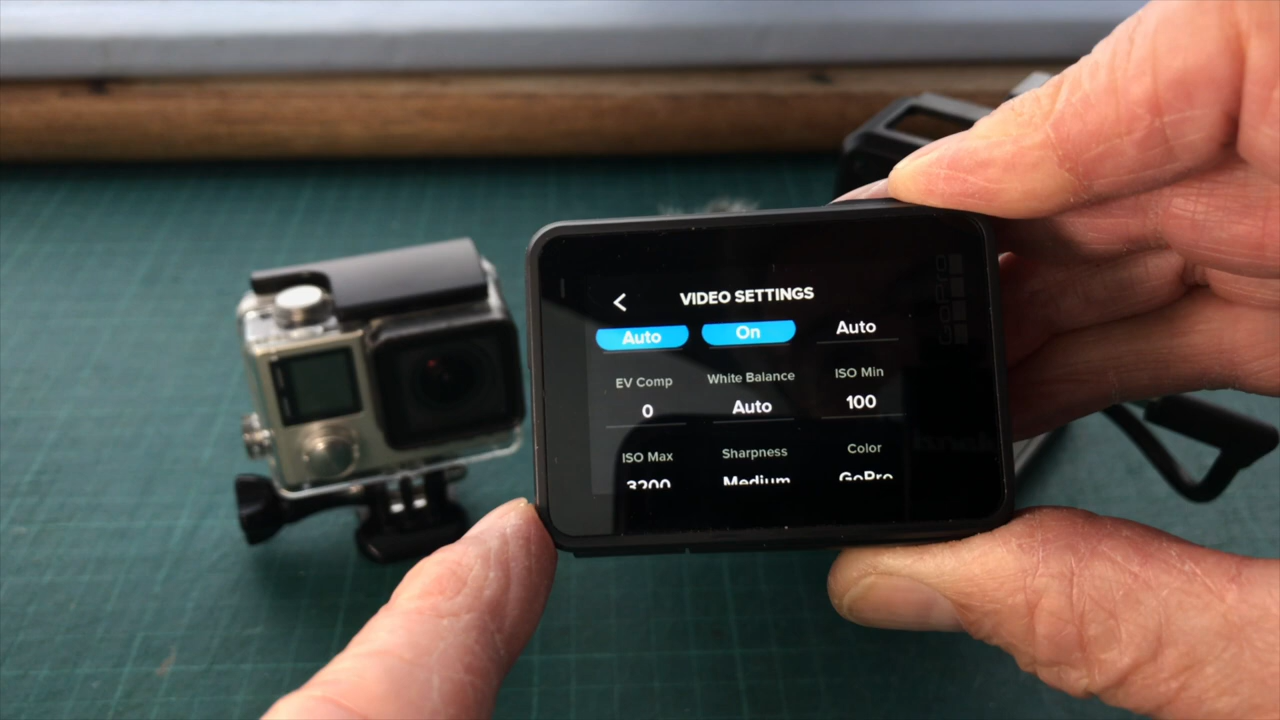 VIDEO SETTINGS
Auto On Auto
EV Comp White Balance ISO Min
0 Auto 100
ISO Max Sharpness Color
3200 Medium GoPro
GoPro